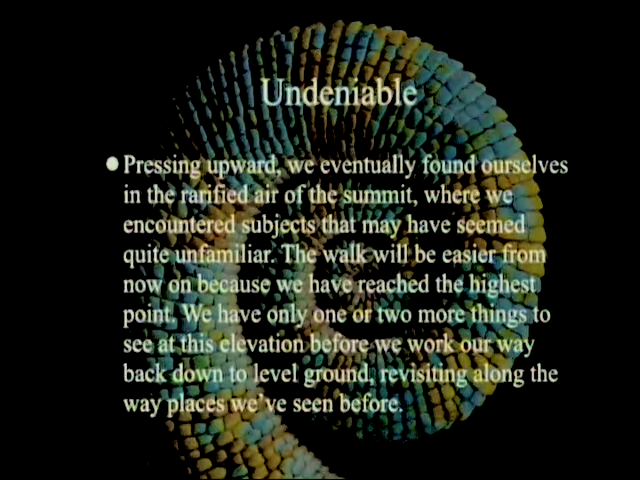 Undeniable
Pressing upward, we eventually found ourselves
in the rarified air of the summit, where we
encountered subjects that may have seemed
quite unfamiliar. The walk will be easier from
now on because we have reached the highest
point. We have only one or two more things to
see at this elevation before we work our way
back down to level ground, revisiting along the
way places we've seen before.